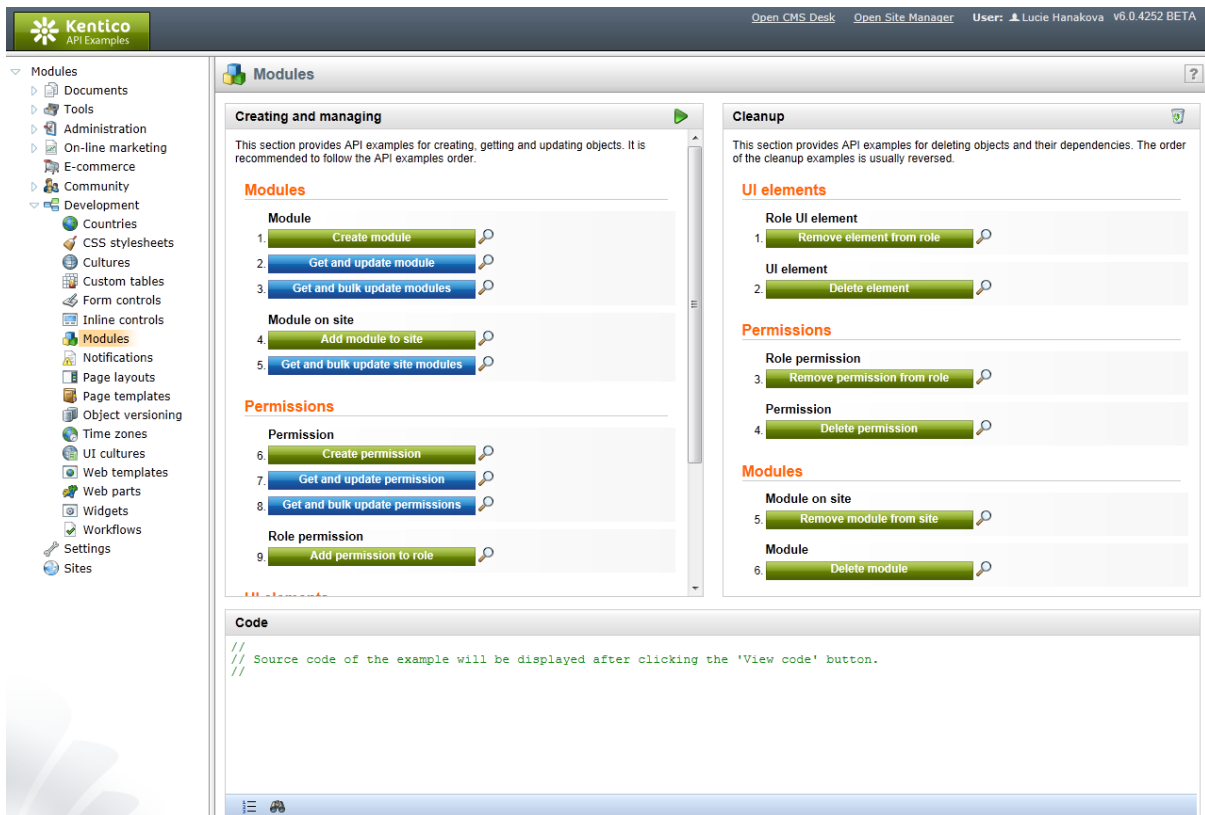 Kentico
API Examples
Open CMS Desk Open Site Manager User: Lucie Hanakova v6.0.4252 BETA
Modules
Documents
Tools
Administration
On-line marketing
E-commerce
Community
Development
Countries
CSS stylesheets
Cultures
Custom tables
Form controls
Inline controls
Modules
Notifications
Page layouts
Page templates
Object versioning
Time zones
UI cultures
Web templates
Web parts
Widgets
Workflows
Settings
Sites
Modules
?
Creating and managing
This section provides API examples for creating, getting and updating objects. It is
recommended to follow the API examples order.
Modules
Module
1. Create module
2. Get and update module
3. Get and bulk update modules
Module on site
4. Add module to site
5. Get and bulk update site modules
Permissions
Permission
6. Create permission
7. Get and update permission
8. Get and bulk update permissions
Role permission
9. Add permission to role
UI elements
Cleanup
This section provides API examples for deleting objects and their dependencies. The order
of the cleanup examples is usually reversed.
UI elements
Role UI element
1. Remove element from role
UI element
2. Delete element
Permissions
Role permission
3. Remove permission from role
Permission
4. Delete permission
Modules
Module on site
5. Remove module from site
Module
6. Delete module
Code
//
// Source code of the example will be displayed after clicking the 'View code' button.
//